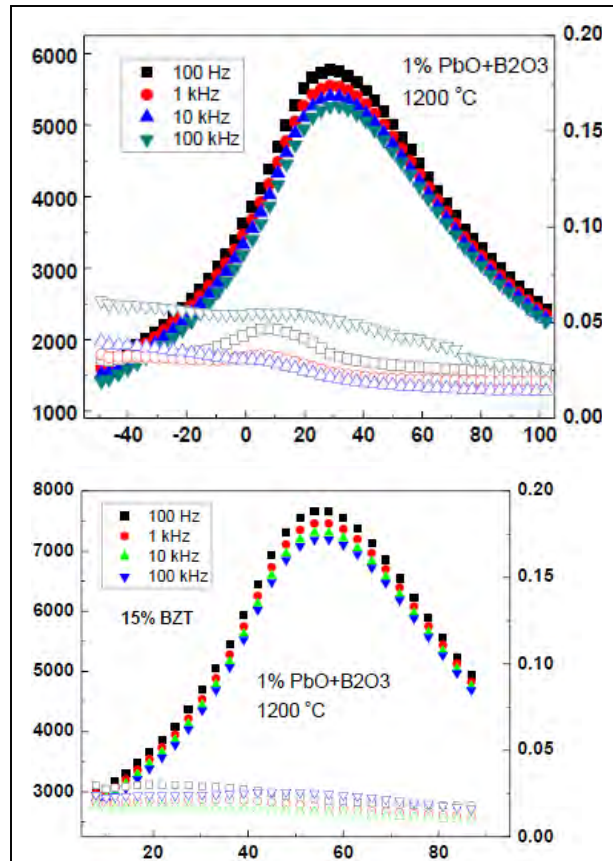 6000
5000
4000
3000
2000
1000
0.20
0.15
0.10
0.05
0.00
100 Hz
1 kHz
10 kHz
100 kHz
1% PbO+B2O3
1200 °C
-40 -20 0 20 40 60 80 100
8000
7000
6000
5000
4000
3000
0.20
0.15
0.10
0.05
0.00
100 Hz
1 kHz
10 kHz
100 kHz
15% BZT
1% PbO+B2O3
1200 °C
20 40 60 80 100